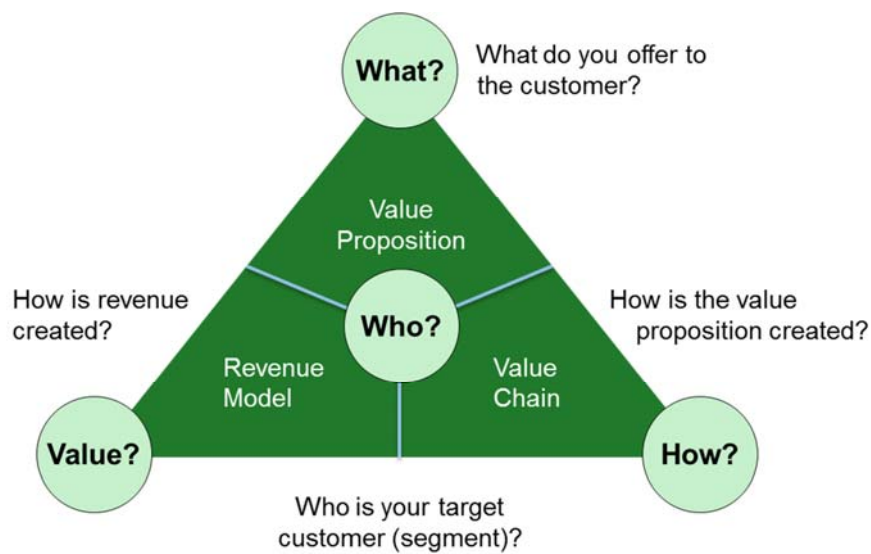 What?
What do you offer to
the customer?
Value
Proposition
How is revenue
created?
Who?
How is the value
proposition created?
Revenue
Model
Value
Chain
Value?
How?
Who is your target
customer (segment)?